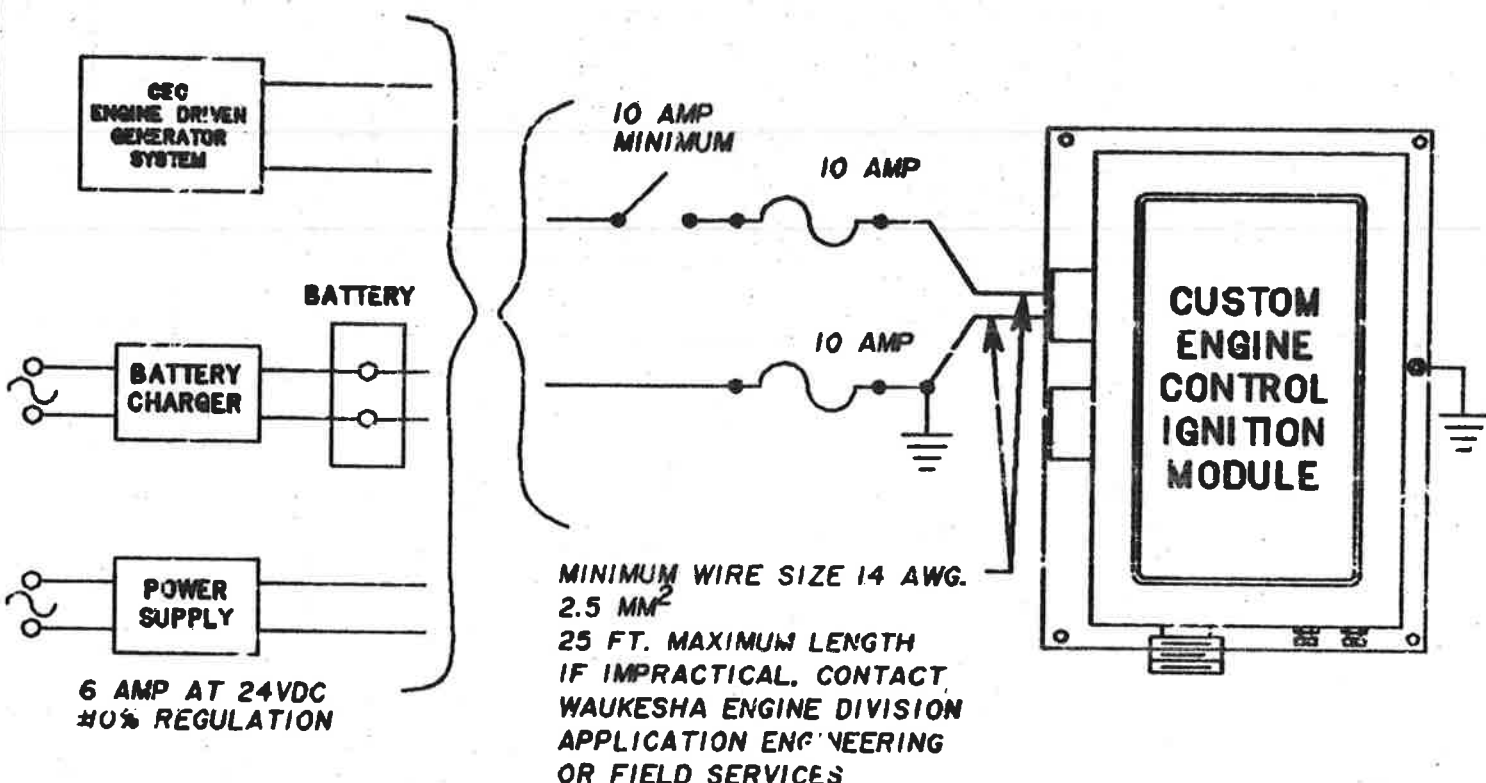 CEC
ENGINE DRIVEN
GENERATOR
SYSTEM
10 AMP
MINIMUM
10 AMP
BATTERY
BATTERY
CHARGER
10 AMP
CUSTOM
ENGINE
CONTROL
IGNITION
MODULE
POWER
SUPPLY
6 AMP AT 24VDC
±10% REGULATION
MINIMUM WIRE SIZE 14 AWG.
2.5 MM²
25 FT. MAXIMUM LENGTH
IF IMPRACTICAL, CONTACT
WAUKESHA ENGINE DIVISION
APPLICATION ENGINEERING
OR FIELD SERVICES